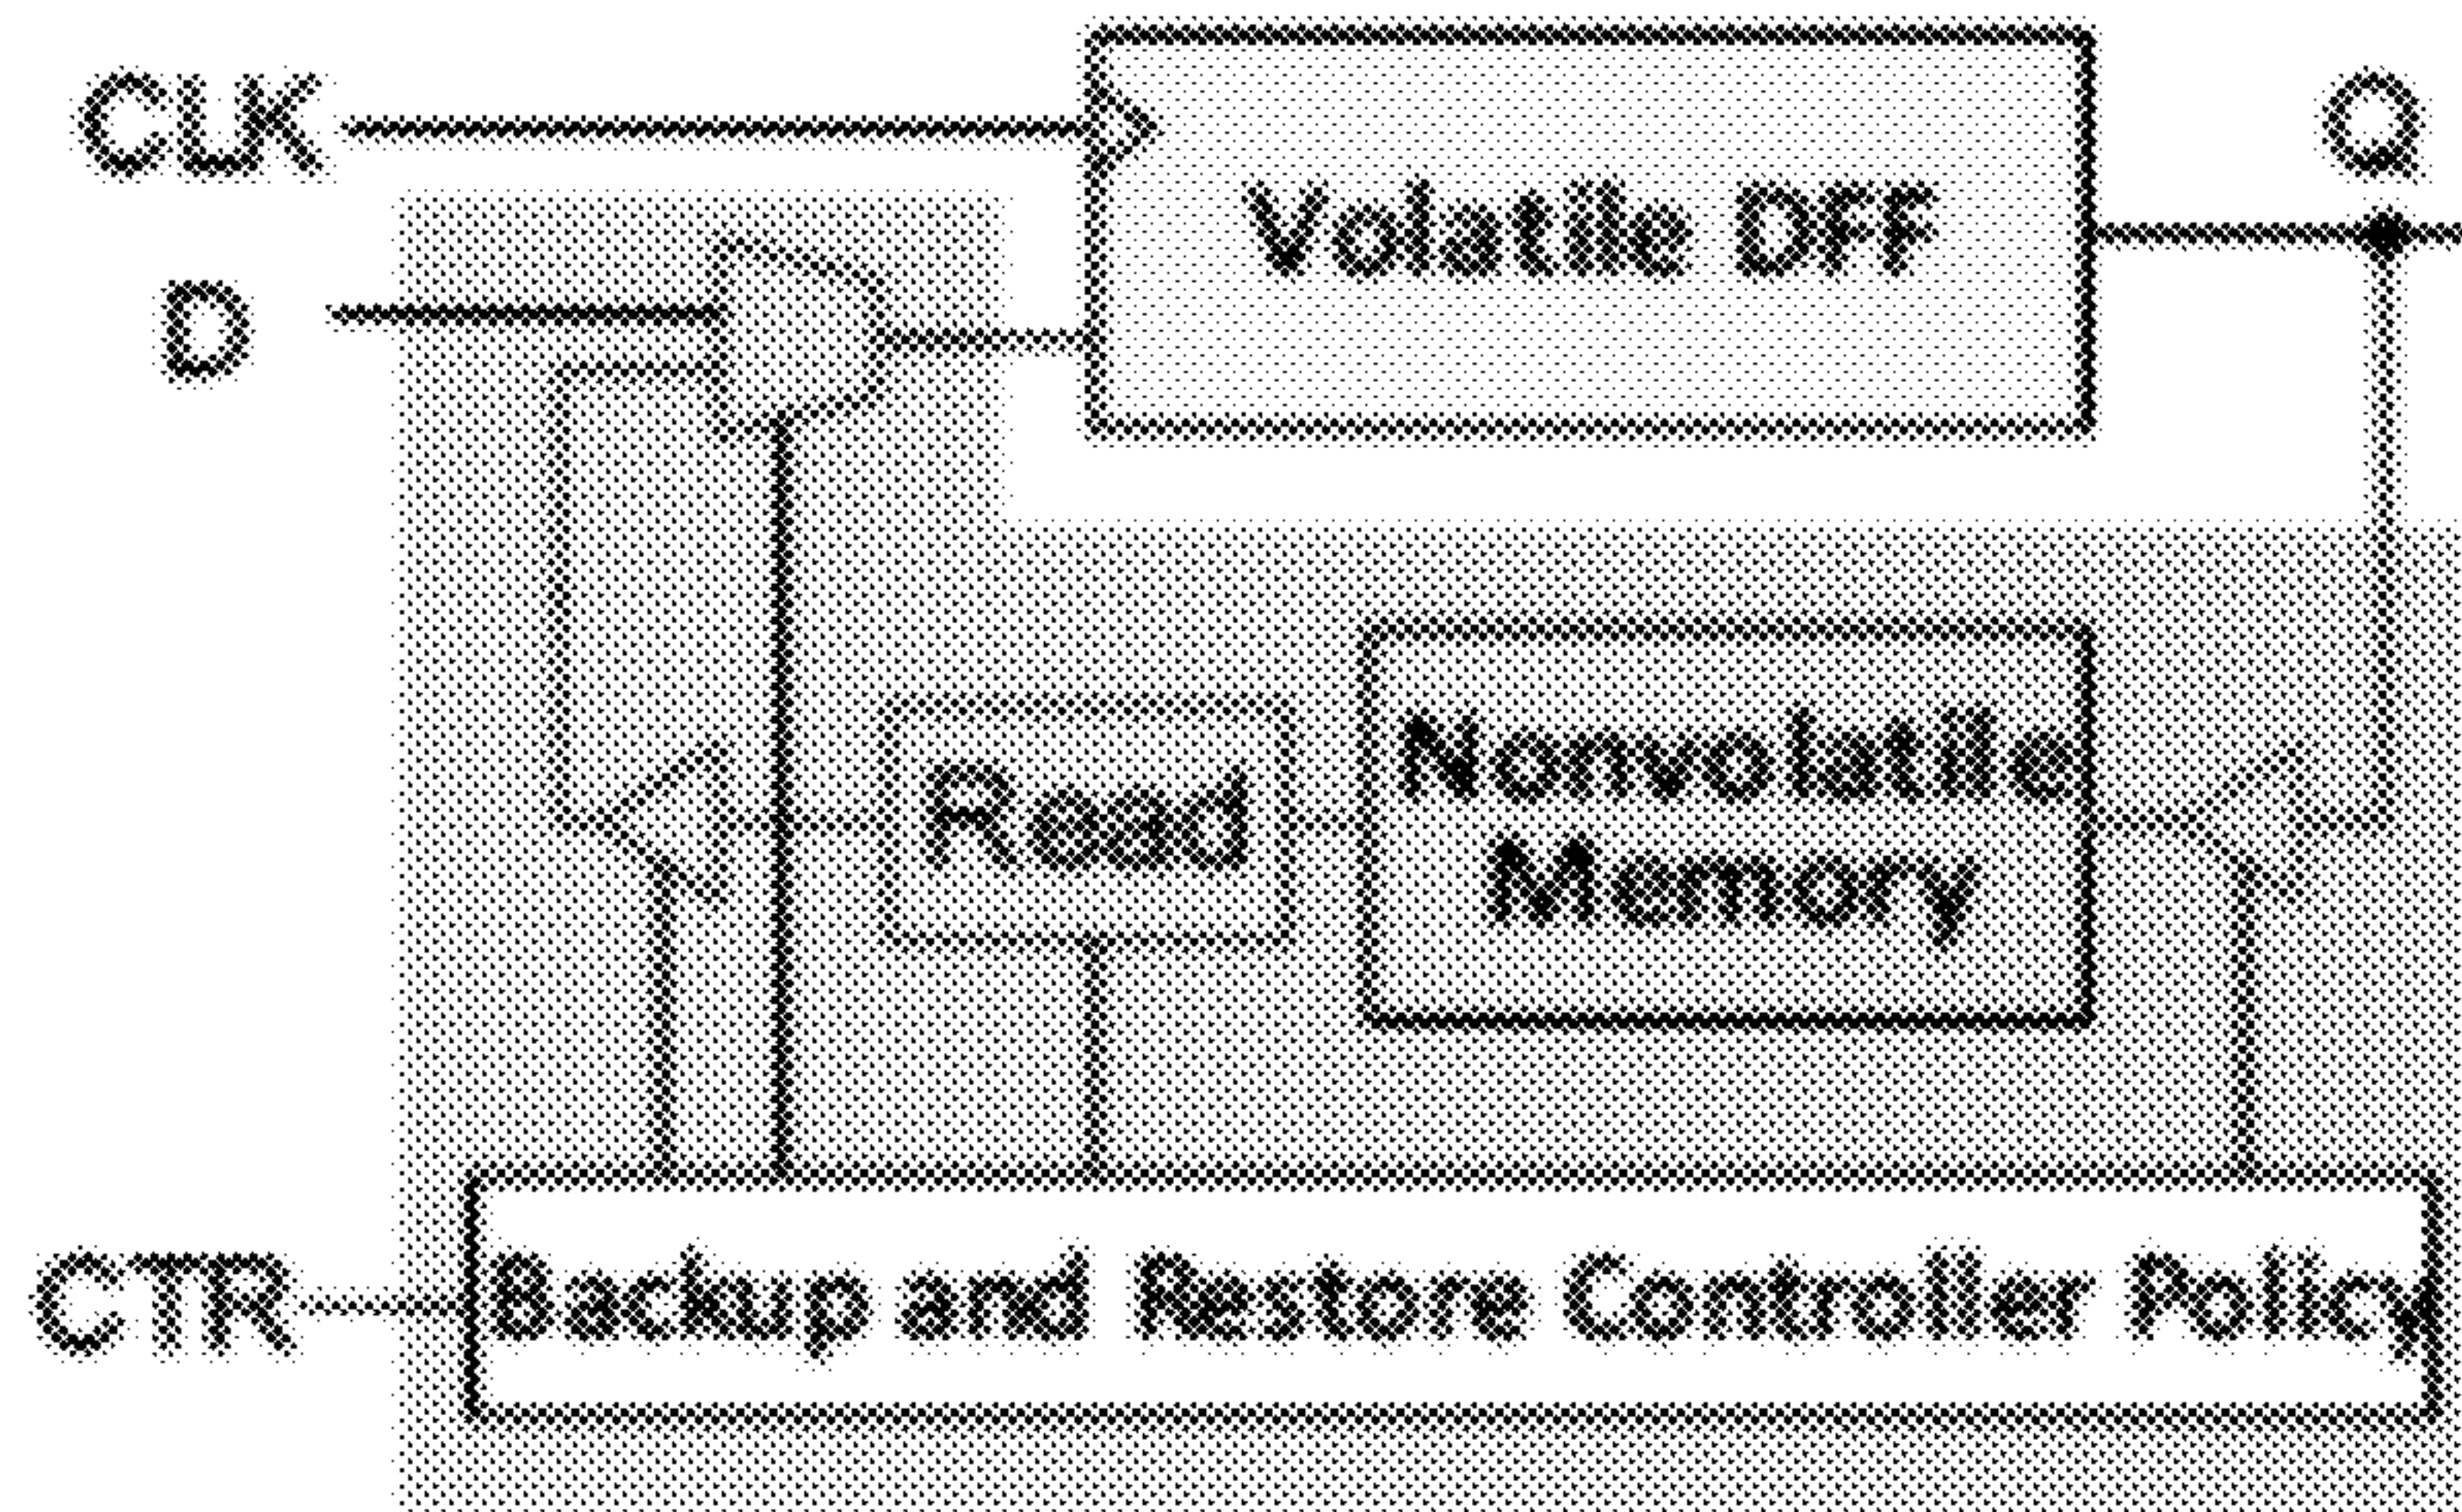 CLK
Q
Volatile DFF
D
Nonvolatile
Read
Memory
CTR
Backup and Restore Controller Policy